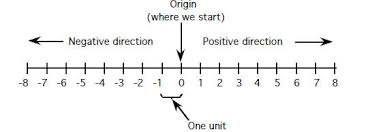 Origin
(where we start)
Negative direction Positive direction
-8 -7 -6 -5 -4 -3 -2 -1 0 1 2 3 4 5 6 7 8
One unit